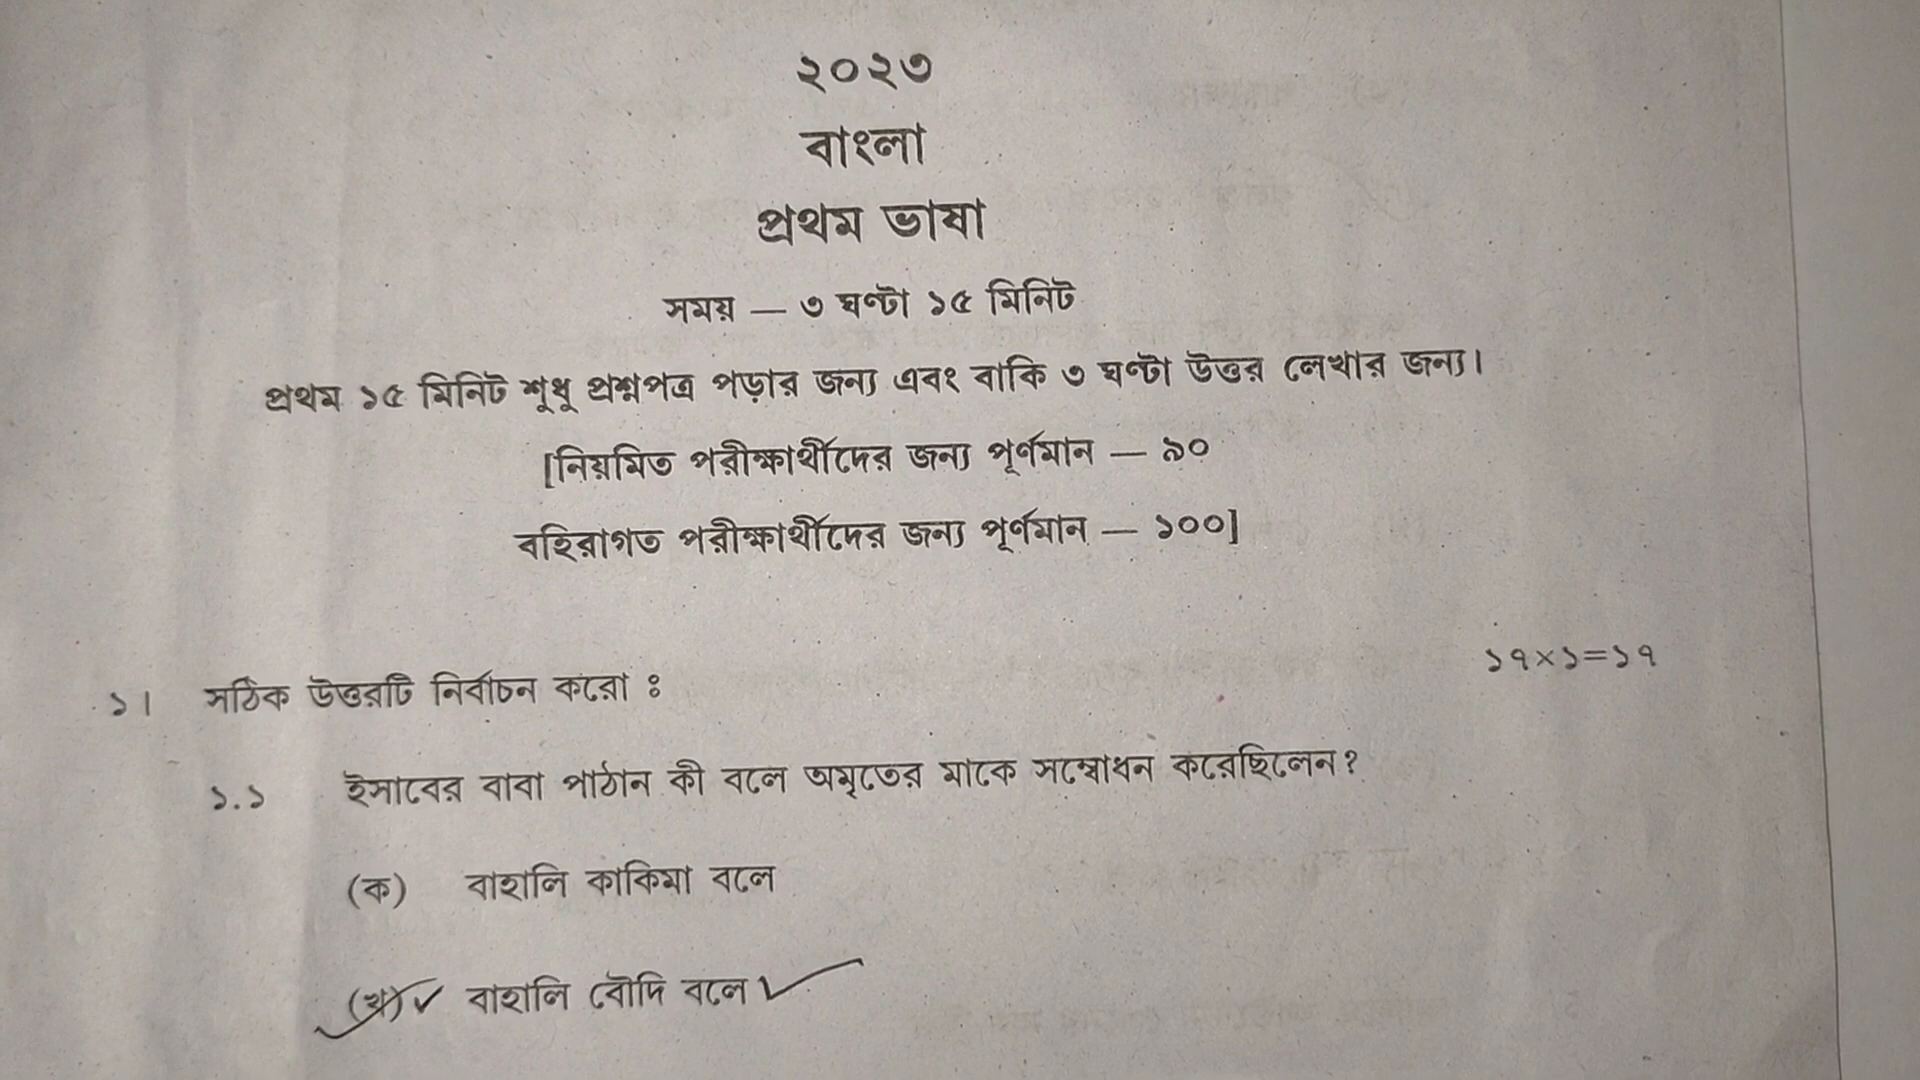 ২০২৩
বাংলা
প্রথম ভাষা
সময় — ৩ ঘণ্টা ১৫ মিনিট
প্রথম ১৫ মিনিট শুধু প্রশ্নপত্র পড়ার জন্য এবং বাকি ৩ ঘণ্টা উত্তর লেখার জন্য।
[নিয়মিত পরীক্ষার্থীদের জন্য পূর্ণমান — ৯০
বহিরাগত পরীক্ষার্থীদের জন্য পূর্ণমান — ১০০]
১। সঠিক উত্তরটি নির্বাচন করো ঃ ১৭×১=১৭
১.১ ইসাবের বাবা পাঠান কী বলে অমৃতের মাকে সম্বোধন করেছিলেন?
(ক) বাহালি কাকিমা বলে
(খ) বাহালি বৌদি বলে